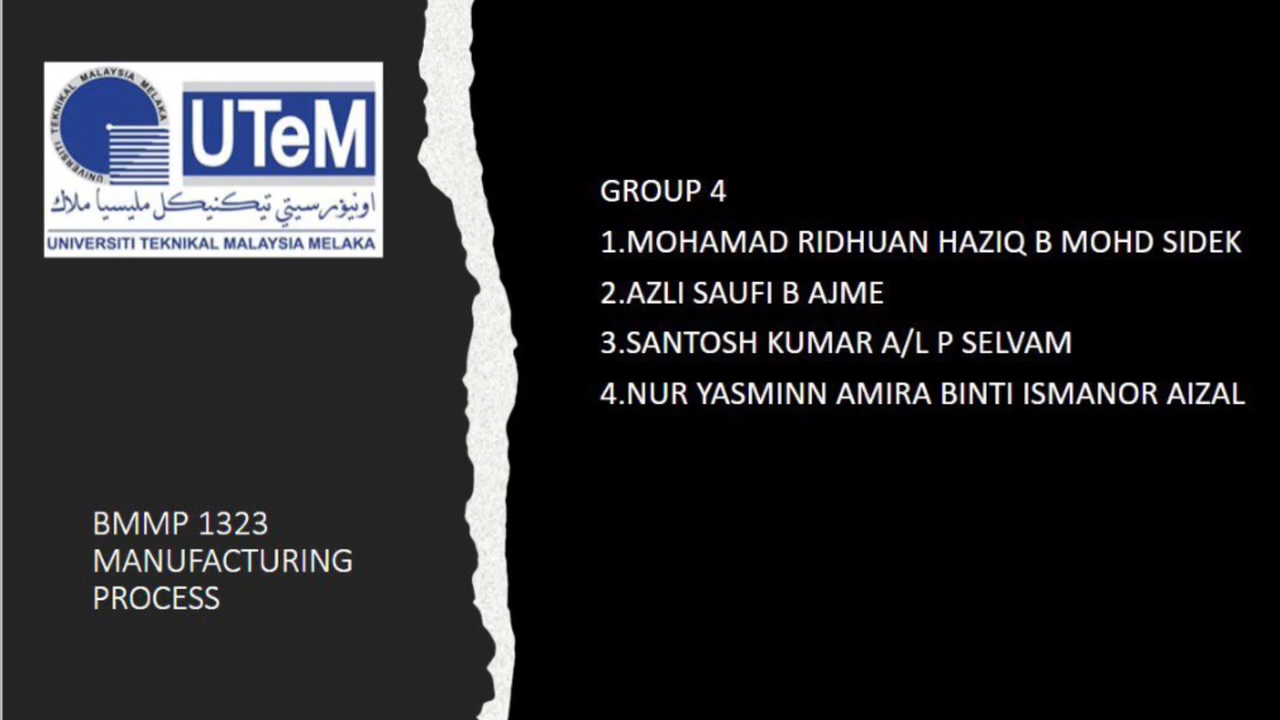 UNIVERSITI TEKNIKAL MALAYSIA MELAKA
UTeM
اونيۏرسيتي تيكنيكل مليسيا ملاك
UNIVERSITI TEKNIKAL MALAYSIA MELAKA
BMMP 1323
MANUFACTURING
PROCESS
GROUP 4
1.MOHAMAD RIDHUAN HAZIQ B MOHD SIDEK
2.AZLI SAUFI B AJME
3.SANTOSH KUMAR A/L P SELVAM
4.NUR YASMINN AMIRA BINTI ISMANOR AIZAL